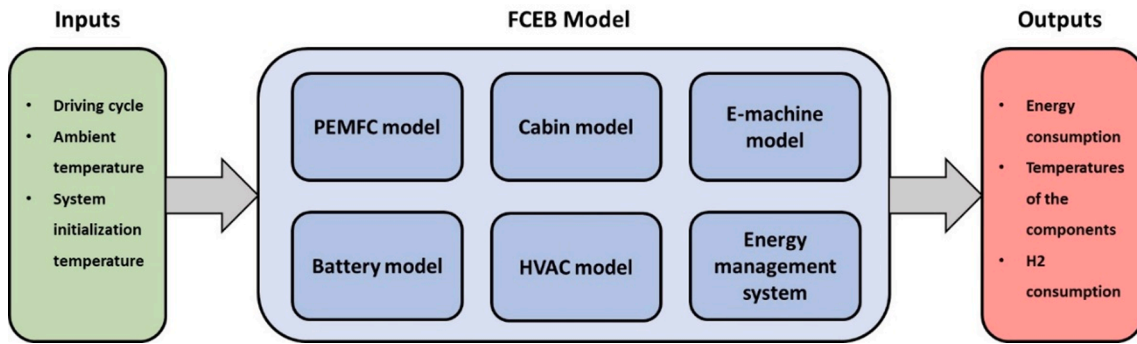 Inputs
FCEB Model
Outputs
• Driving cycle
• Ambient
temperature
• System
initialization
temperature
PEMFC model
Cabin model
E-machine
model
Battery model
HVAC model
Energy
management
system
• Energy
consumption
• Temperatures
of the
components
• H2
consumption